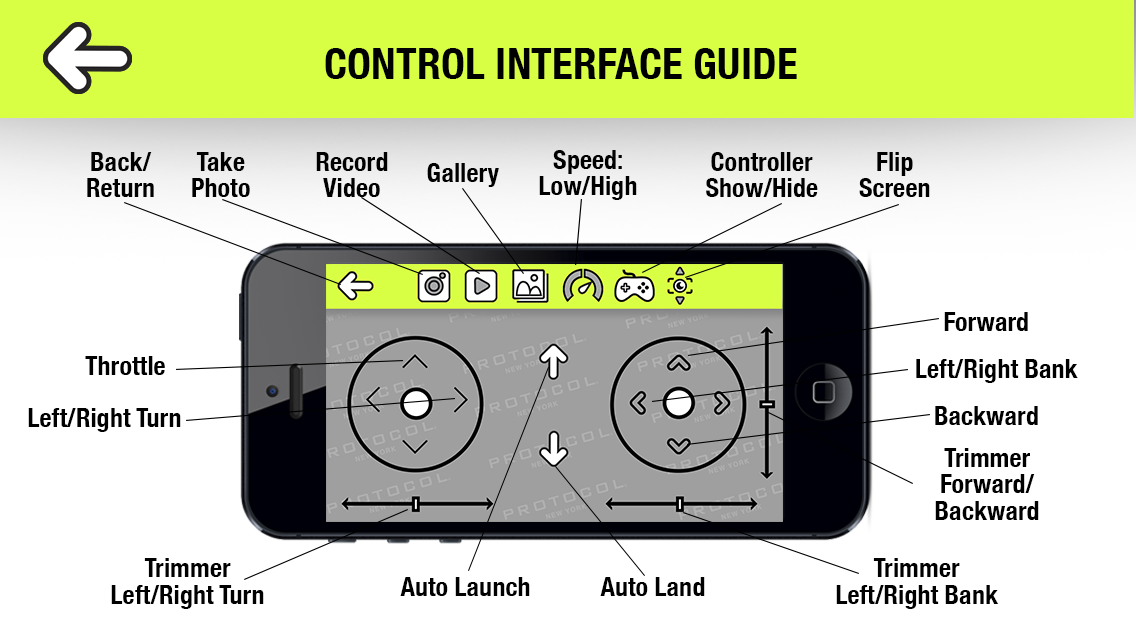 CONTROL INTERFACE GUIDE
Back/
Return
Take
Photo
Record
Video
Gallery
Speed:
Low/High
Controller
Show/Hide
Flip
Screen
Throttle
Left/Right Turn
Forward
Left/Right Bank
Backward
Trimmer
Forward/
Backward
Trimmer
Left/Right Turn
Auto Launch
Auto Land
Trimmer
Left/Right Bank
PROTOCOL
NEW YORK